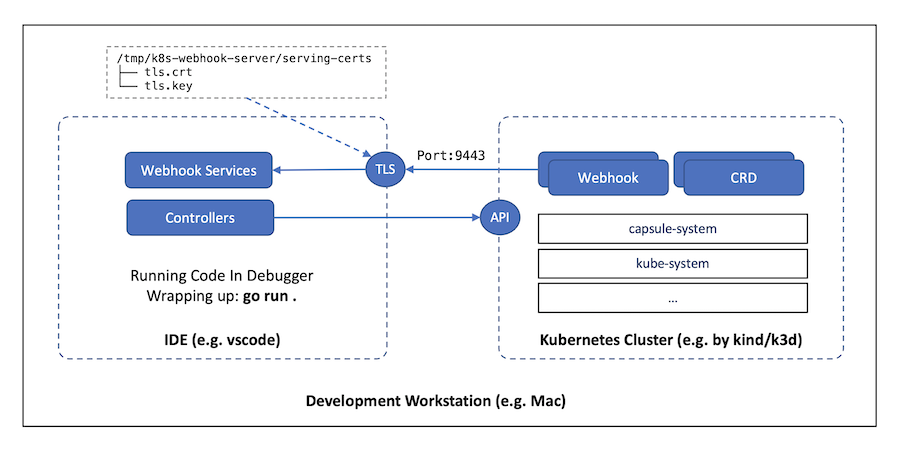 /tmp/k8s-webhook-server/serving-certs
├── tls.crt
└── tls.key
Webhook Services
TLS
Port:9443
Webhook
CRD
Controllers
API
capsule-system
kube-system
...
Running Code In Debugger
Wrapping up: go run .
IDE (e.g. vscode)
Kubernetes Cluster (e.g. by kind/k3d)
Development Workstation (e.g. Mac)